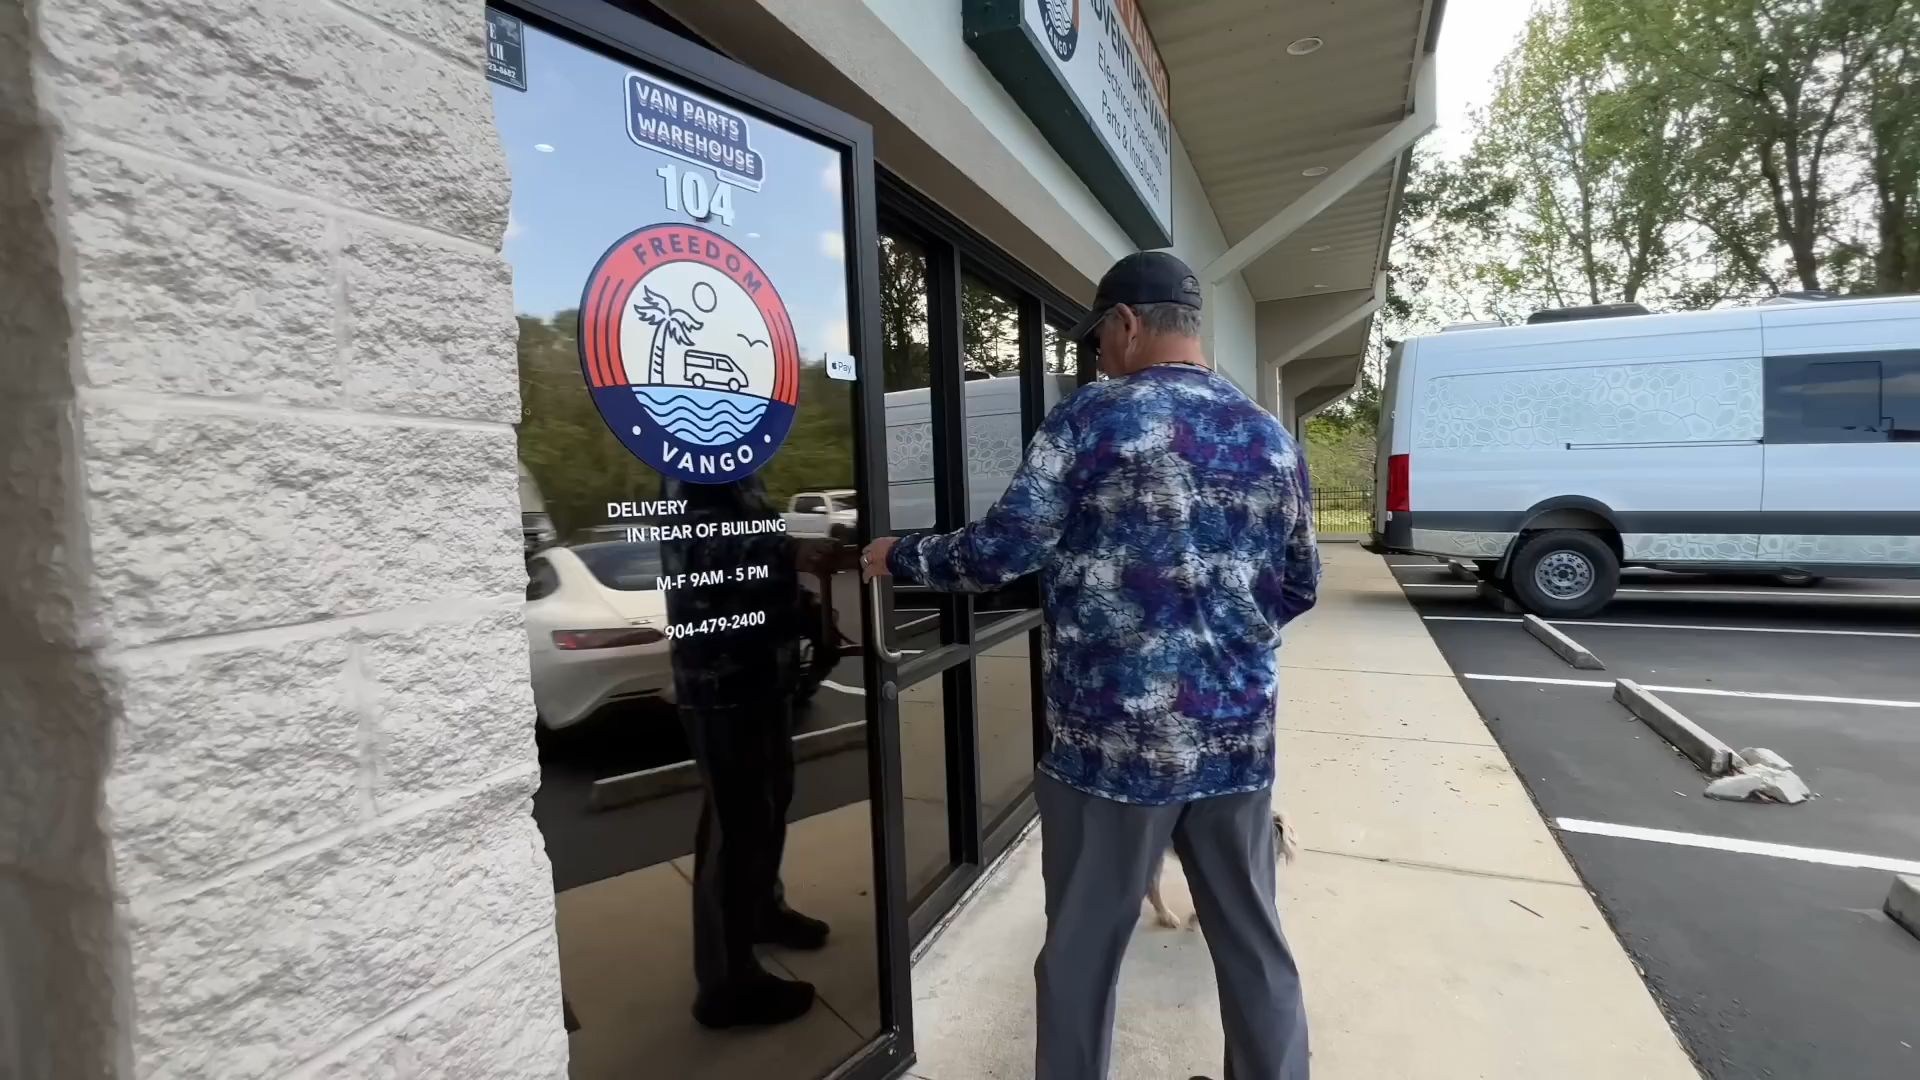 VAN PARTS
WAREHOUSE
104
FREEDOM
VANGO
Pay
DELIVERY
IN REAR OF BUILDING
M-F 9AM - 5 PM
904-479-2400
VANGO
ADVENTURE VANS
Electrical Specialists
Parts & Installation